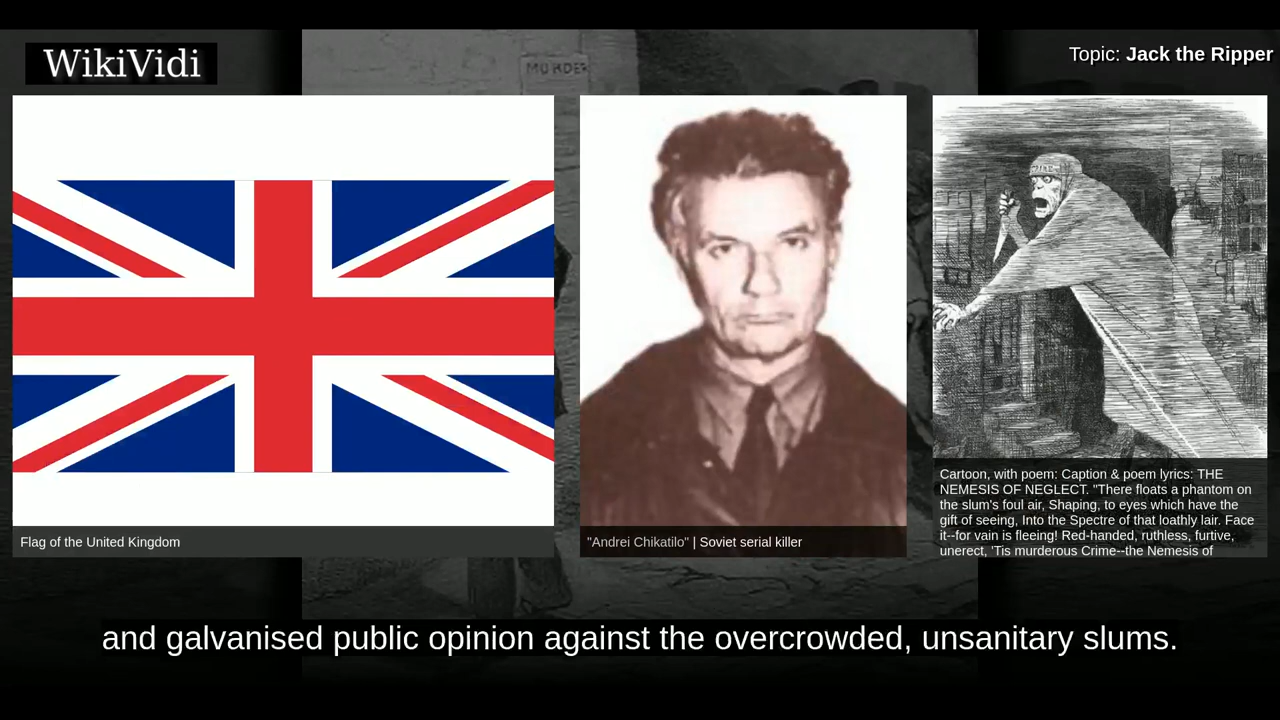 WikiVidi
Topic: Jack the Ripper
MURDER
Flag of the United Kingdom
"Andrei Chikatilo" | Soviet serial killer
Cartoon, with poem: Caption & poem lyrics: THE
NEMESIS OF NEGLECT. "There floats a phantom on
the slum's foul air, Shaping, to eyes which have the
gift of seeing, Into the Spectre of that loathly lair. Face
it--for vain is fleeing! Red-handed, ruthless, furtive,
unerect, 'Tis murderous Crime--the Nemesis of
and galvanised public opinion against the overcrowded, unsanitary slums.